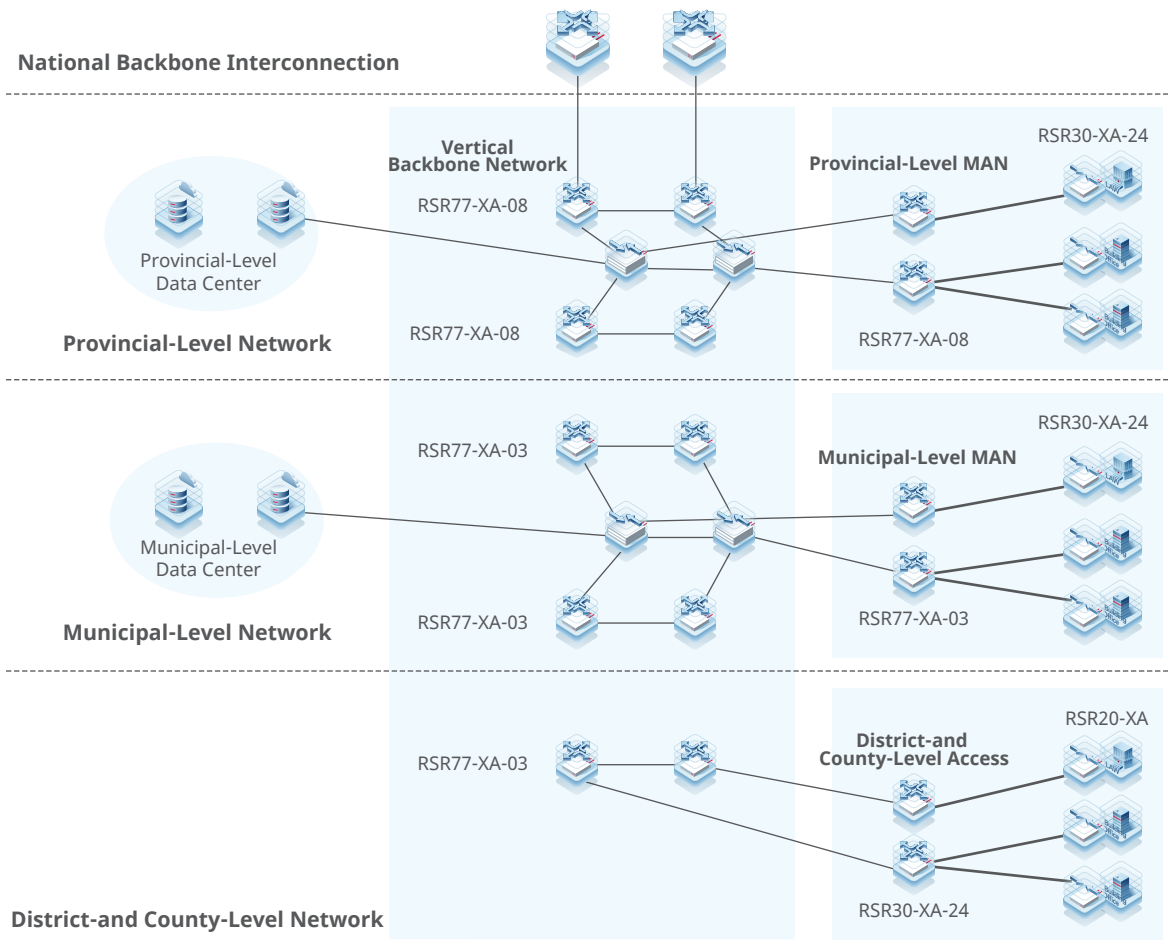 National Backbone Interconnection
Vertical
Backbone Network
RSR77-XA-08
Provincial-Level MAN
RSR30-XA-24
LAW
Provincial-Level
Data Center
RSR77-XA-08
RSR77-XA-08
Provincial-Level Network
RSR77-XA-03
Municipal-Level MAN
RSR30-XA-24
LAW
Municipal-Level
Data Center
RSR77-XA-03
RSR77-XA-03
Municipal-Level Network
RSR77-XA-03
District-and
County-Level Access
RSR20-XA
LAW
RSR30-XA-24
District-and County-Level Network